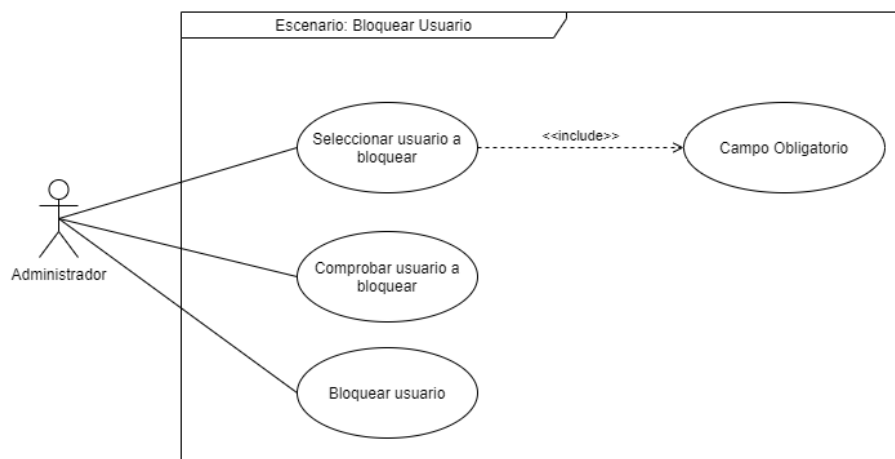 Escenario: Bloquear Usuario
Seleccionar usuario a
bloquear
<<include>>
Campo Obligatorio
Administrador
Comprobar usuario a
bloquear
Bloquear usuario